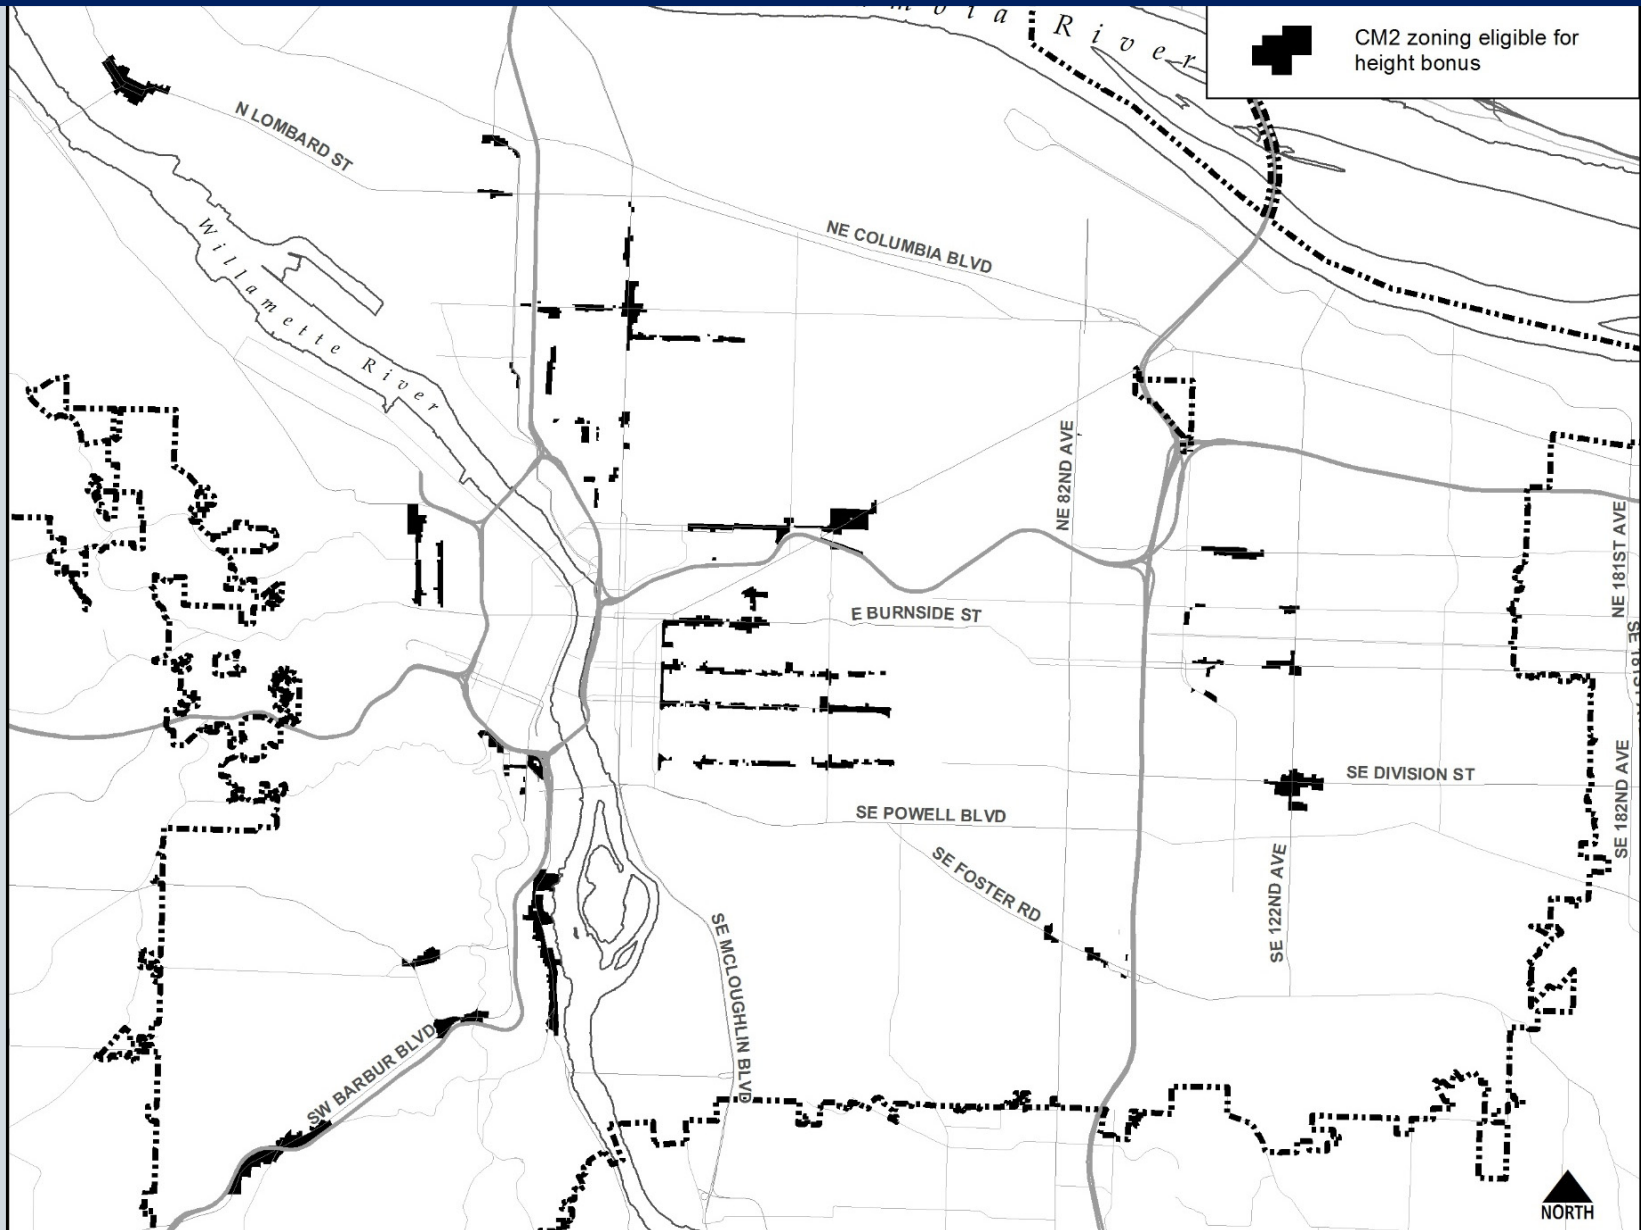 m b i a River
CM2 zoning eligible for
height bonus
N LOMBARD ST
Willamette River
NE COLUMBIA BLVD
NE 82ND AVE
NE 181ST AVE
E BURNSIDE ST
SE DIVISION ST
SE POWELL BLVD
SE 182ND AVE
SE FOSTER RD
SE 122ND AVE
SE MCLOUGHLIN BLVD
SW BARBUR BLVD
NORTH